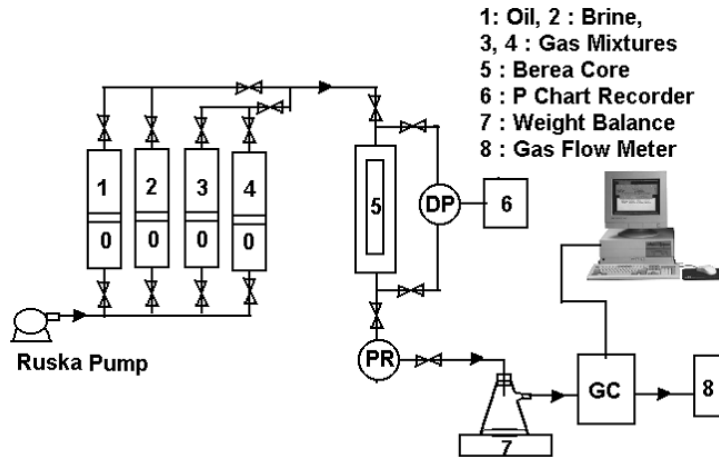 1: Oil, 2 : Brine,
3, 4 : Gas Mixtures
5 : Berea Core
6 : P Chart Recorder
7 : Weight Balance
8 : Gas Flow Meter
1 2 3 4
0 0 0 0
5
DP
6
Ruska Pump
PR
GC
8
7